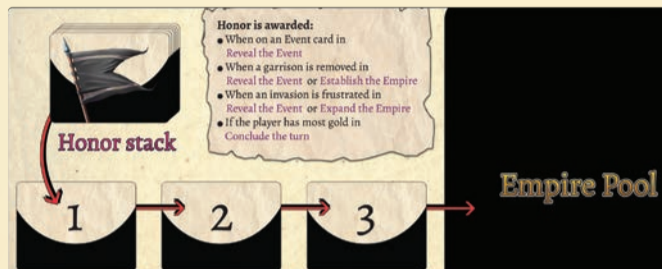 Honor is awarded:
• When on an Event card in
Reveal the Event
• When a garrison is removed in
Reveal the Event or Establish the Empire
• When an invasion is frustrated in
Reveal the Event or Expand the Empire
• If the player has most gold in
Conclude the turn
Honor stack
Empire Pool
1
2
3